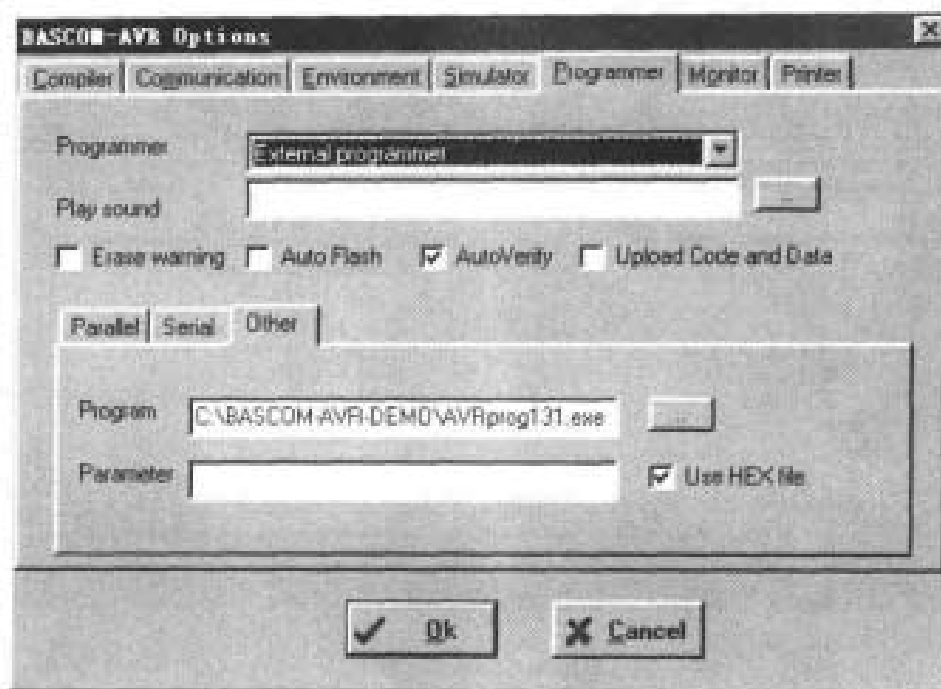 BASCOM-AVR Options
Compiler Communication Environment Simulator Programmer Monitor Printer
Programmer External programmer
Play sound ...
Erase warning Auto Flash AutoVerify Upload Code and Data
Parallel Serial Other
Program C:\BASCOM-AVR-DEMO\AVRprog131.exe ...
Parameter Use HEX file
Ok Cancel